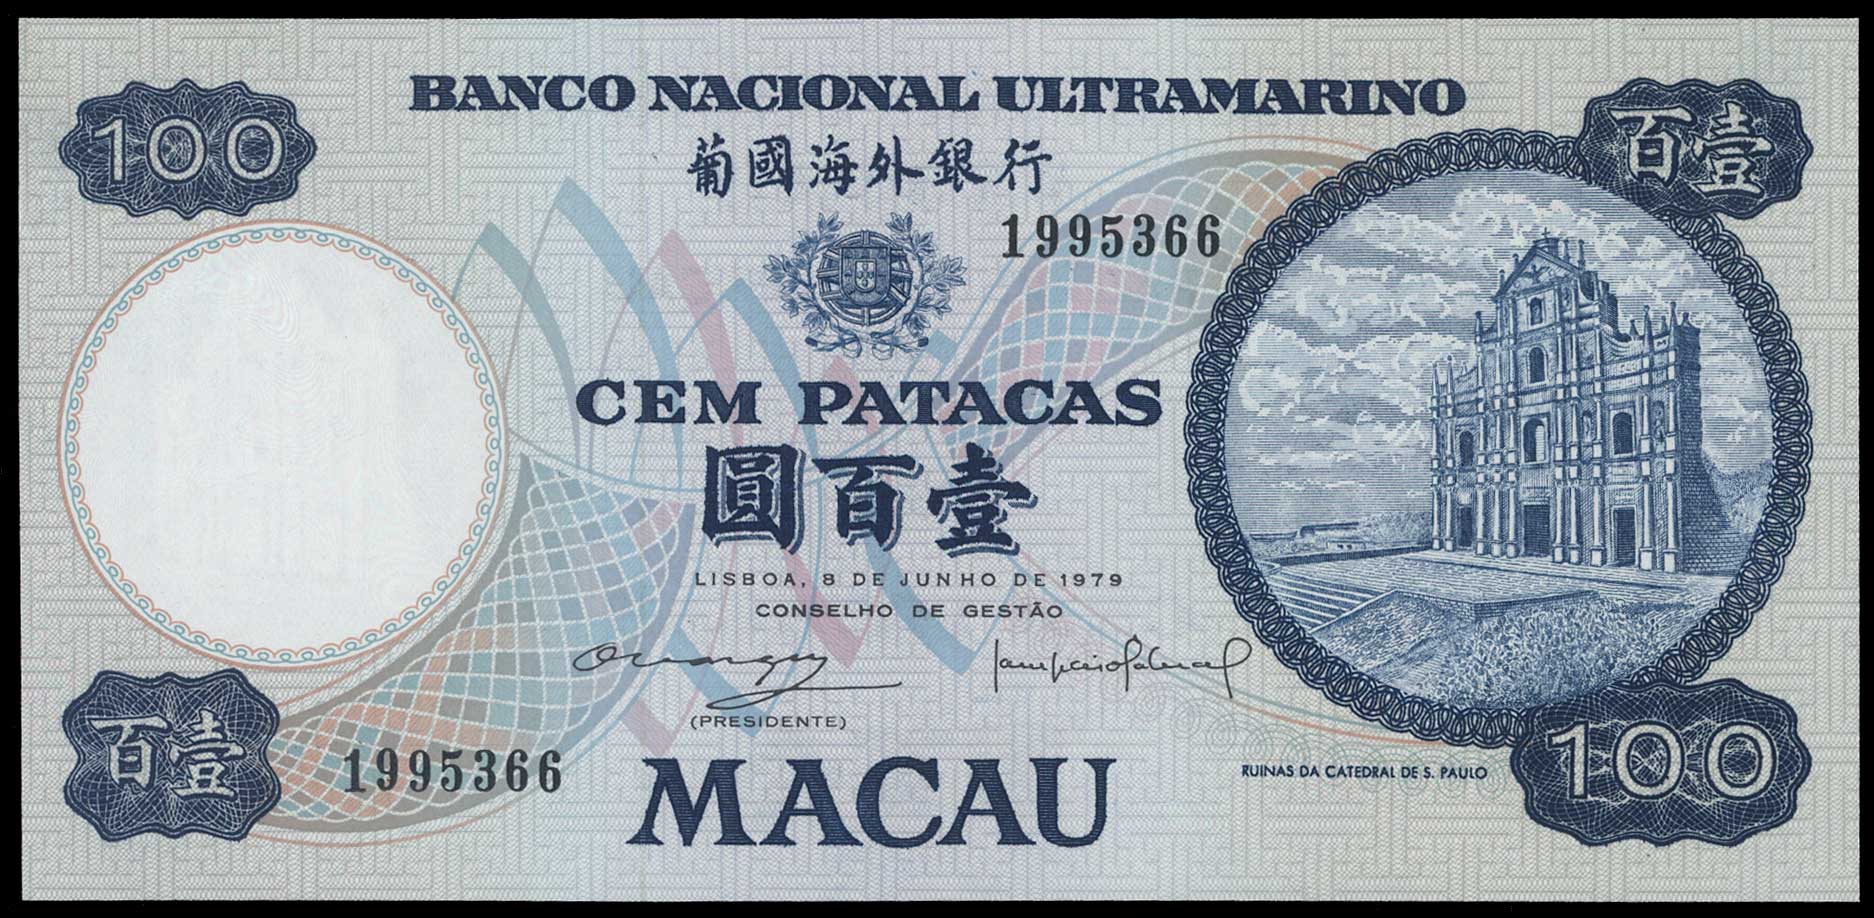 BANCO NACIONAL ULTRAMARINO
100
百壹
葡國海外銀行
1995366
CEM PATACAS
圓百壹
LISBOA, 8 DE JUNHO DE 1979
CONSELHO DE GESTÃO
(PRESIDENTE)
百壹
1995366
MACAU
RUINAS DA CATEDRAL DE S. PAULO
100